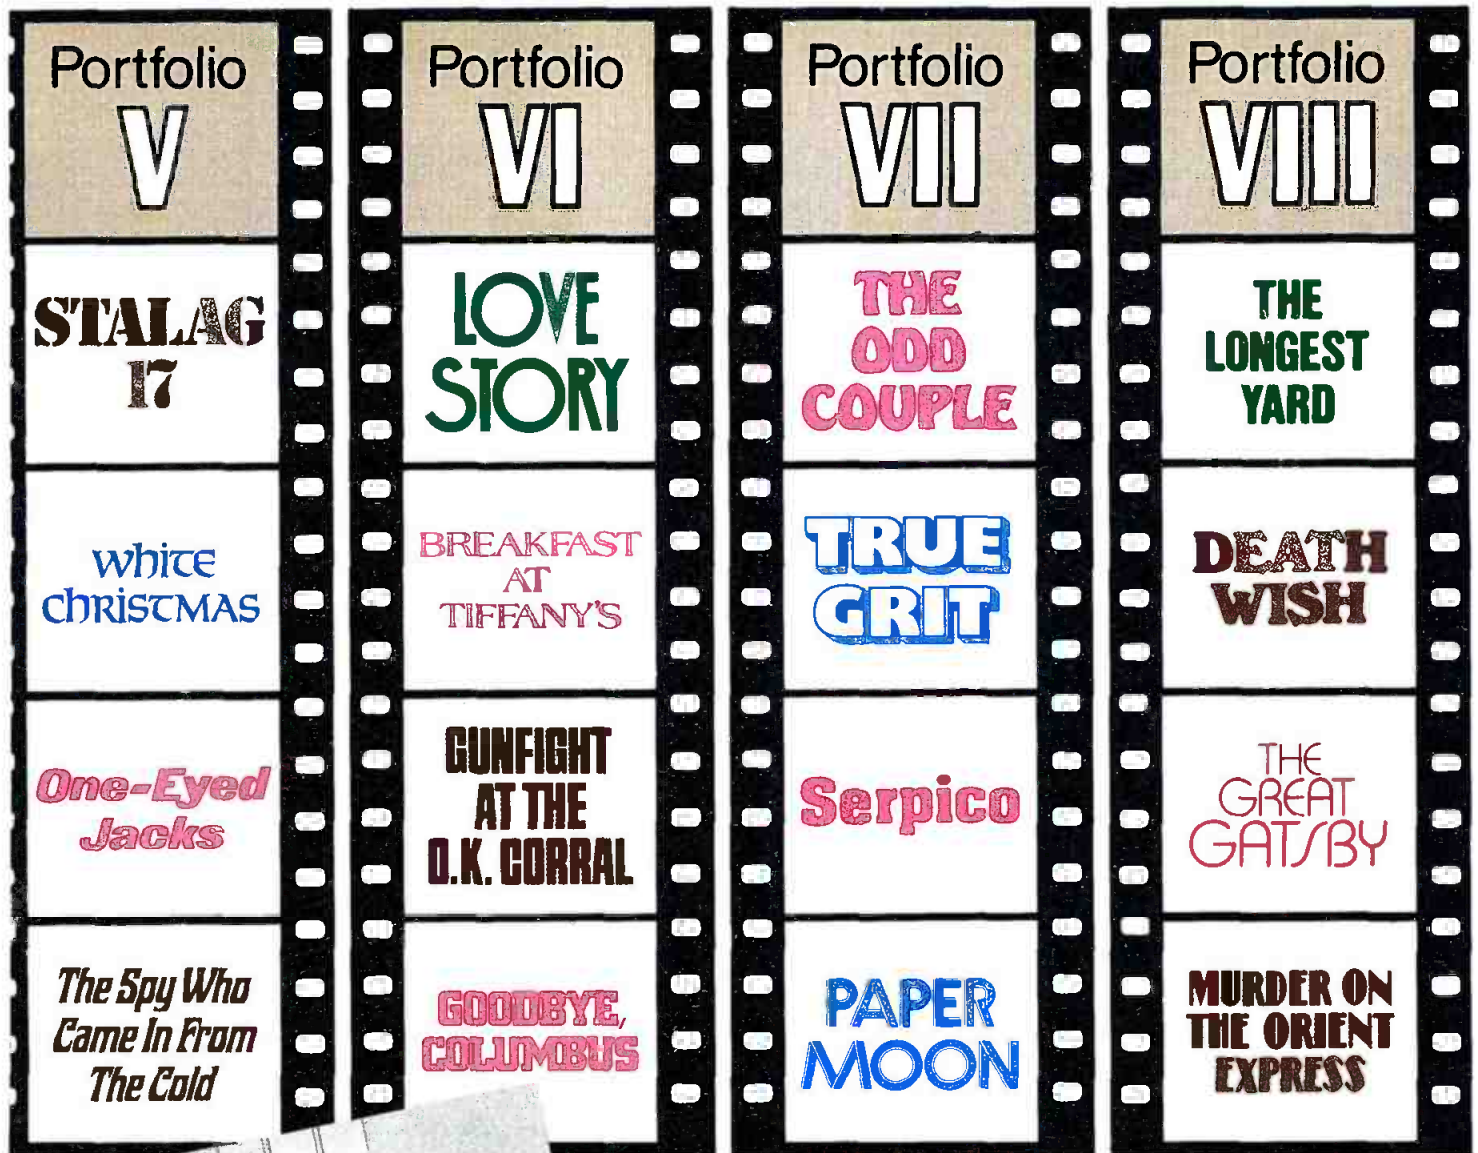 Portfolio
V
STALAG
17
White
Christmas
One-Eyed
Jacks
The Spy Who
Came In From
The Cold
Portfolio
VI
LOVE
STORY
BREAKFAST
AT
TIFFANY'S
GUNFIGHT
AT THE
O.K. CORRAL
GOODBYE,
COLUMBUS
Portfolio
VII
THE
ODD
COUPLE
TRUE
GRIT
Serpico
PAPER
MOON
Portfolio
VIII
THE
LONGEST
YARD
DEATH
WISH
THE
GREAT
GATSBY
MURDER ON
THE ORIENT
EXPRESS